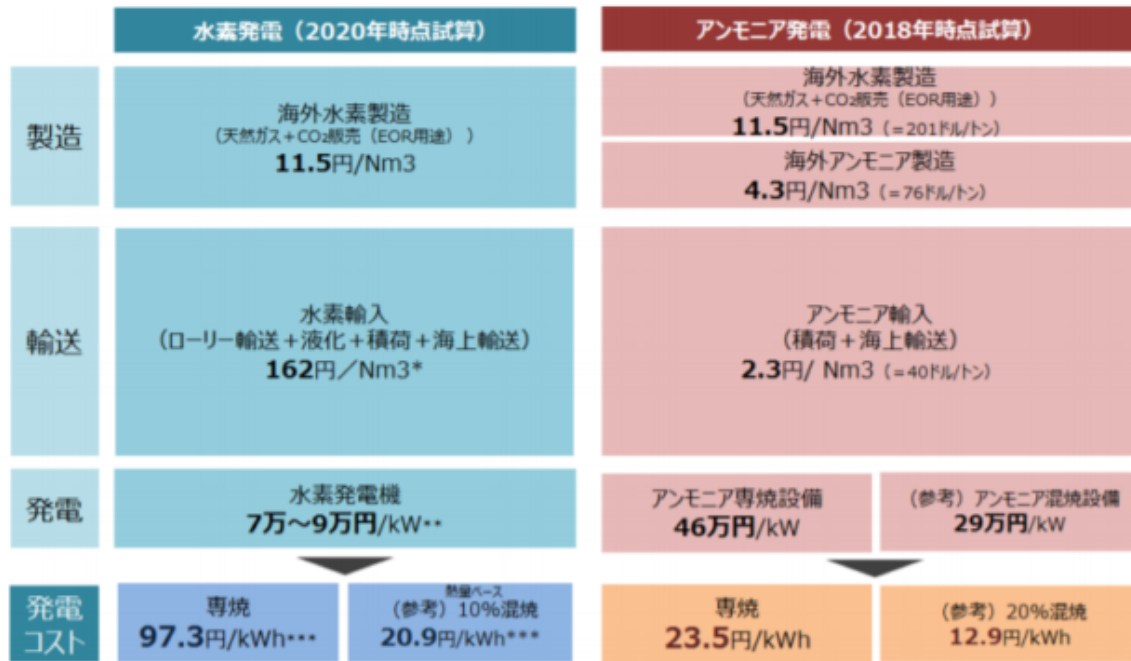 水素発電（2020年時点試算）
アンモニア発電（2018年時点試算）
製造
海外水素製造
（天然ガス＋CO₂販売（EOR用途））
11.5円/Nm3
海外水素製造
（天然ガス＋CO₂販売（EOR用途））
11.5円/Nm3（＝201ドル/トン）
海外アンモニア製造
4.3円/Nm3（＝76ドル/トン）
輸送
水素輸入
（ローリー輸送＋液化＋積荷＋海上輸送）
162円／Nm3*
アンモニア輸入
（積荷＋海上輸送）
2.3円/ Nm3（＝40ドル/トン）
発電
水素発電機
7万～9万円/kW**
アンモニア専焼設備
46万円/kW
（参考）アンモニア混焼設備
29万円/kW
発電
コスト
専焼
97.3円/kWh***
熱量ベース
（参考）10%混焼
20.9円/kWh***
専焼
23.5円/kWh
（参考）20%混焼
12.9円/kWh